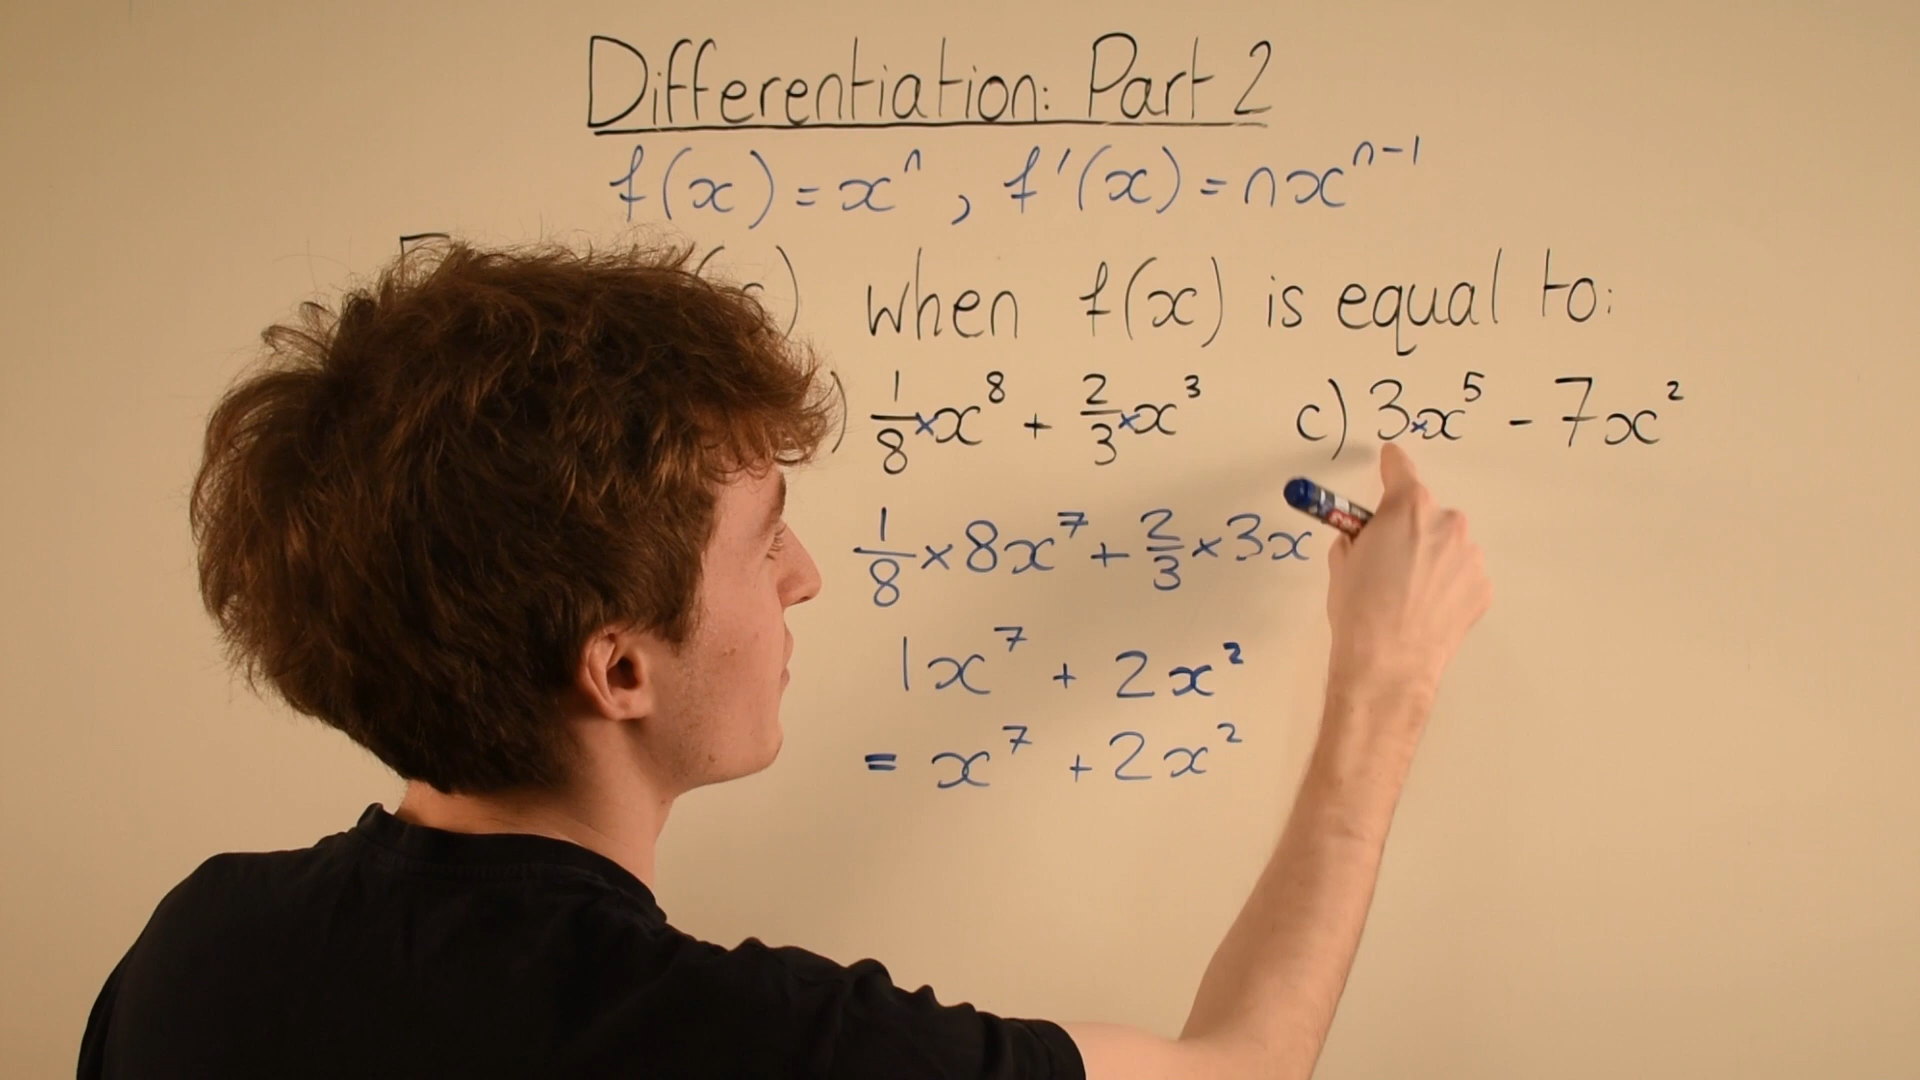 Differentiation: Part 2
f(x) = xⁿ, f'(x) = nxⁿ⁻¹
when f(x) is equal to:
) 1/8 × x⁸ + 2/3 × x³ c) 3 × x⁵ - 7x²
1/8 × 8x⁷ + 2/3 × 3x
1x⁷ + 2x²
= x⁷ + 2x²